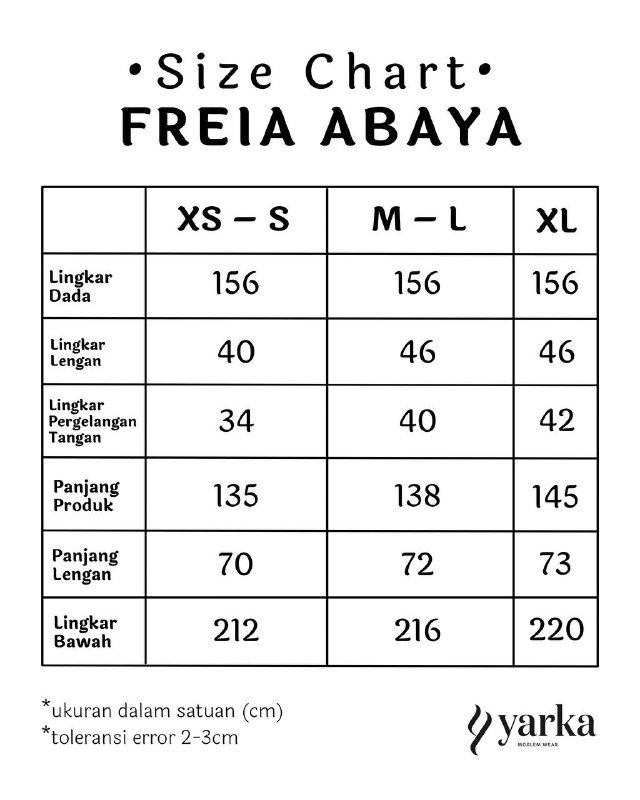 •Size Chart•
FREIA ABAYA
XS – S M – L XL
Lingkar Dada 156 156 156
Lingkar Lengan 40 46 46
Lingkar Pergelangan Tangan 34 40 42
Panjang Produk 135 138 145
Panjang Lengan 70 72 73
Lingkar Bawah 212 216 220
*ukuran dalam satuan (cm)
*toleransi error 2-3cm
yarka